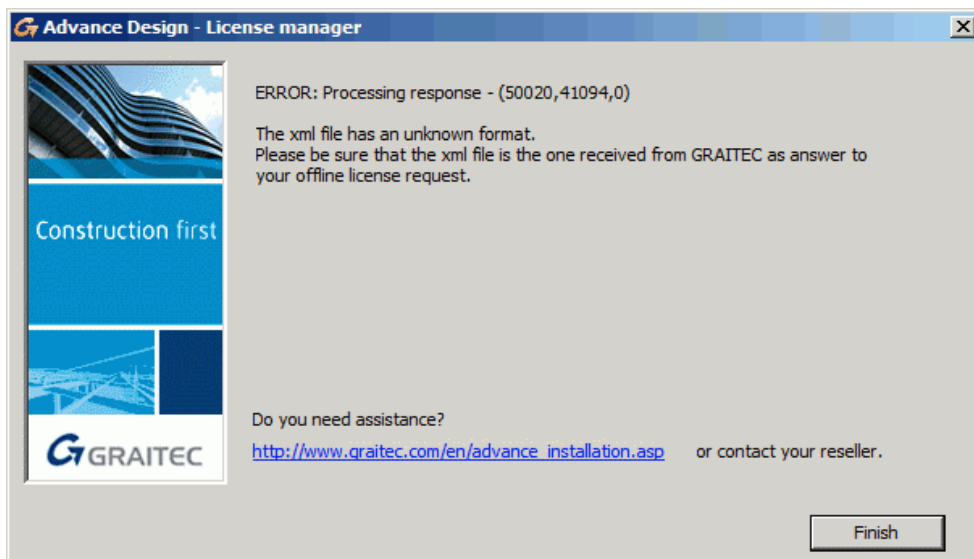 Advance Design - License manager
ERROR: Processing response - (50020,41094,0)
The xml file has an unknown format.
Please be sure that the xml file is the one received from GRAITEC as answer to
your offline license request.
Construction first
GRAITEC
Do you need assistance?
http://www.graitec.com/en/advance_installation.asp or contact your reseller.
Finish